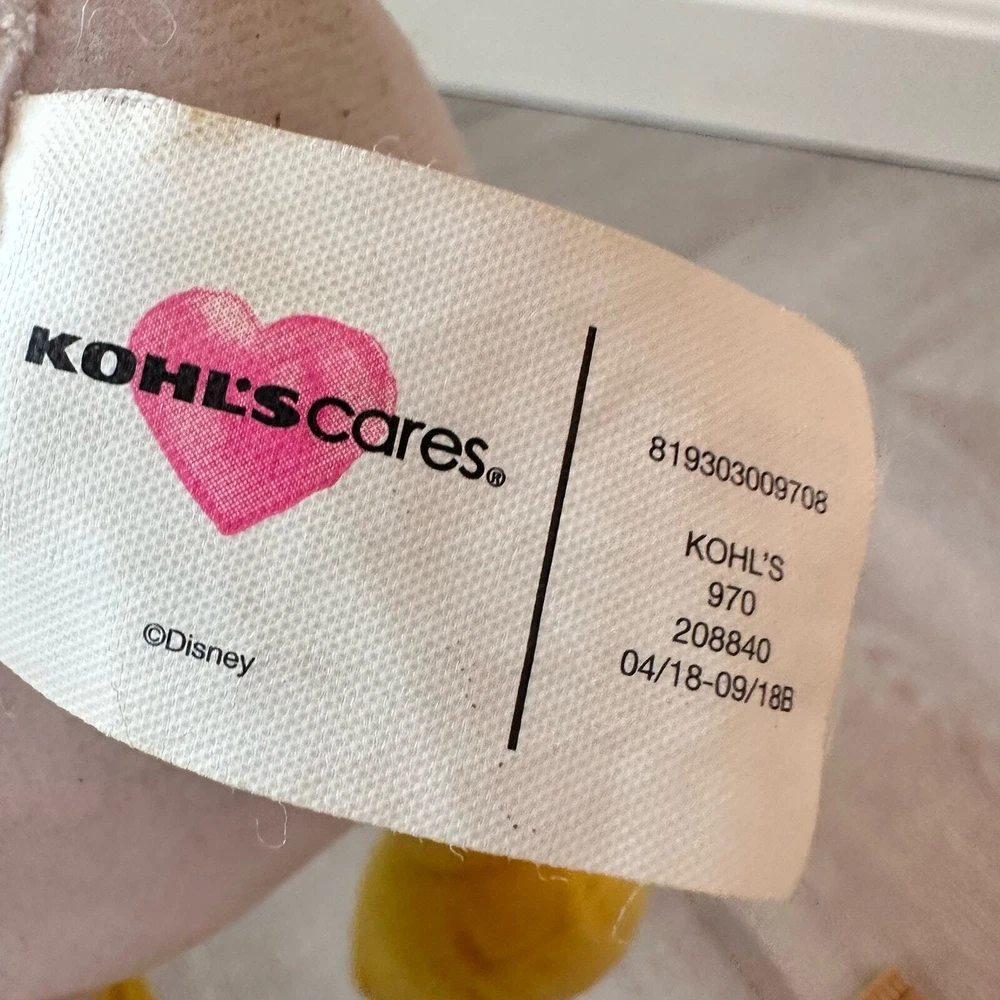 KOHL'S cares®
©Disney
819303009708
KOHL'S
970
208840
04/18-09/18B